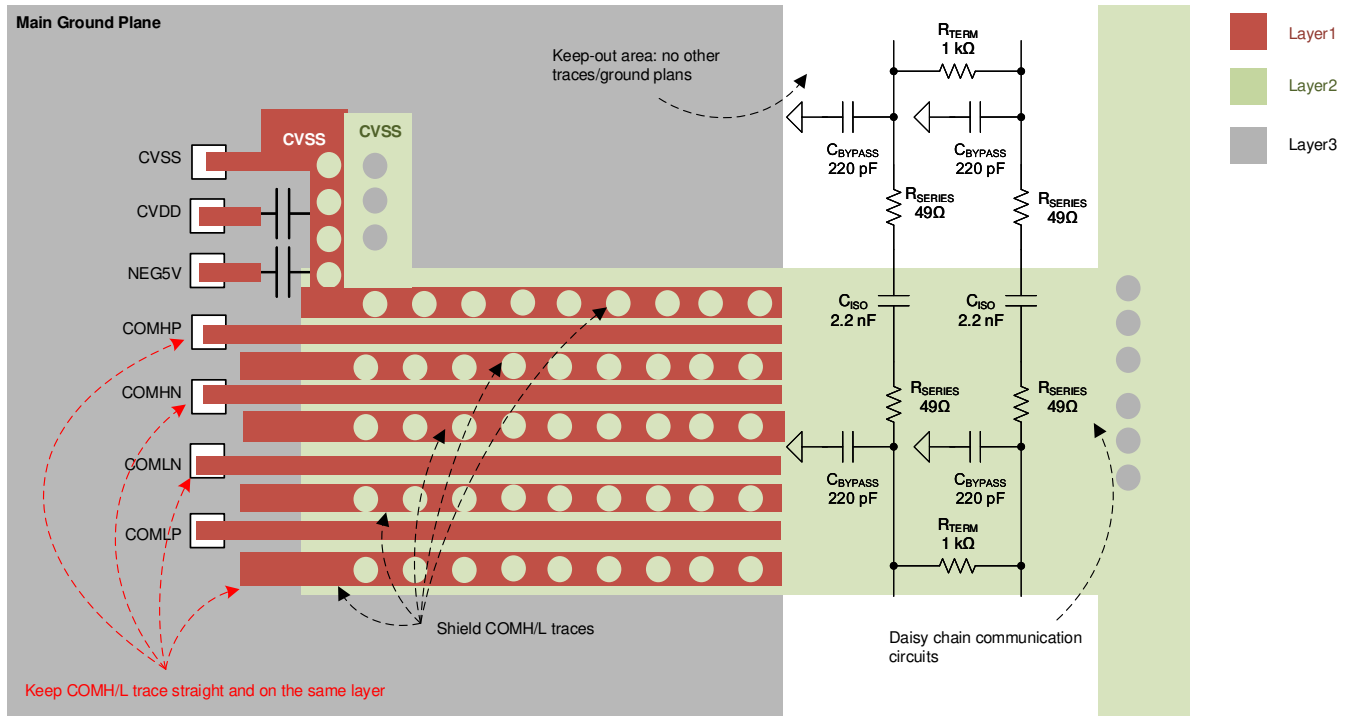 Main Ground Plane
Keep-out area: no other
traces/ground plans
RTERM
1 kΩ
Layer1
Layer2
Layer3
CBYPASS
220 pF
CBYPASS
220 pF
RSERIES
49Ω
RSERIES
49Ω
CVSS
CVSS
CVSS
CVDD
NEG5V
COMHP
COMHN
COMLN
COMLP
CISO
2.2 nF
CISO
2.2 nF
RSERIES
49Ω
RSERIES
49Ω
CBYPASS
220 pF
CBYPASS
220 pF
RTERM
1 kΩ
Shield COMH/L traces
Daisy chain communication
circuits
Keep COMH/L trace straight and on the same layer